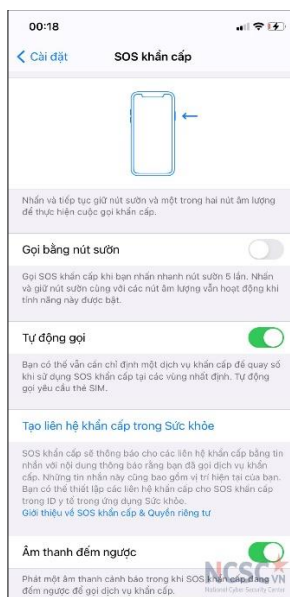 00:18
Cài đặt
SOS khẩn cấp
Nhấn và tiếp tục giữ nút sườn và một trong hai nút âm lượng
để thực hiện cuộc gọi khẩn cấp.
Gọi bằng nút sườn
Gọi SOS khẩn cấp khi bạn nhấn nhanh nút sườn 5 lần. Nhấn
và giữ nút sườn cùng với các nút âm lượng vẫn hoạt động khi
tính năng này được bật.
Tự động gọi
Bạn có thể vẫn cần chỉ định một dịch vụ khẩn cấp để quay số
khi sử dụng SOS khẩn cấp tại các vùng nhất định. Tự động
gọi yêu cầu thẻ SIM.
Tạo liên hệ khẩn cấp trong Sức khỏe
SOS khẩn cấp sẽ thông báo cho các liên hệ khẩn cấp bằng tin
nhắn với nội dung thông báo rằng bạn đã gọi dịch vụ khẩn
cấp. Những tin nhắn này cũng bao gồm vị trí hiện tại của bạn.
Bạn có thể thiết lập các liên hệ khẩn cấp cho SOS khẩn cấp
trong ID y tế trong ứng dụng Sức khỏe.
Giới thiệu về SOS khẩn cấp & Quyền riêng tư
Âm thanh đếm ngược
Phát một âm thanh cảnh báo trong khi SOS khẩn cấp đang
đếm ngược để gọi dịch vụ khẩn cấp.
NCSC VN
National Cyber Security Center